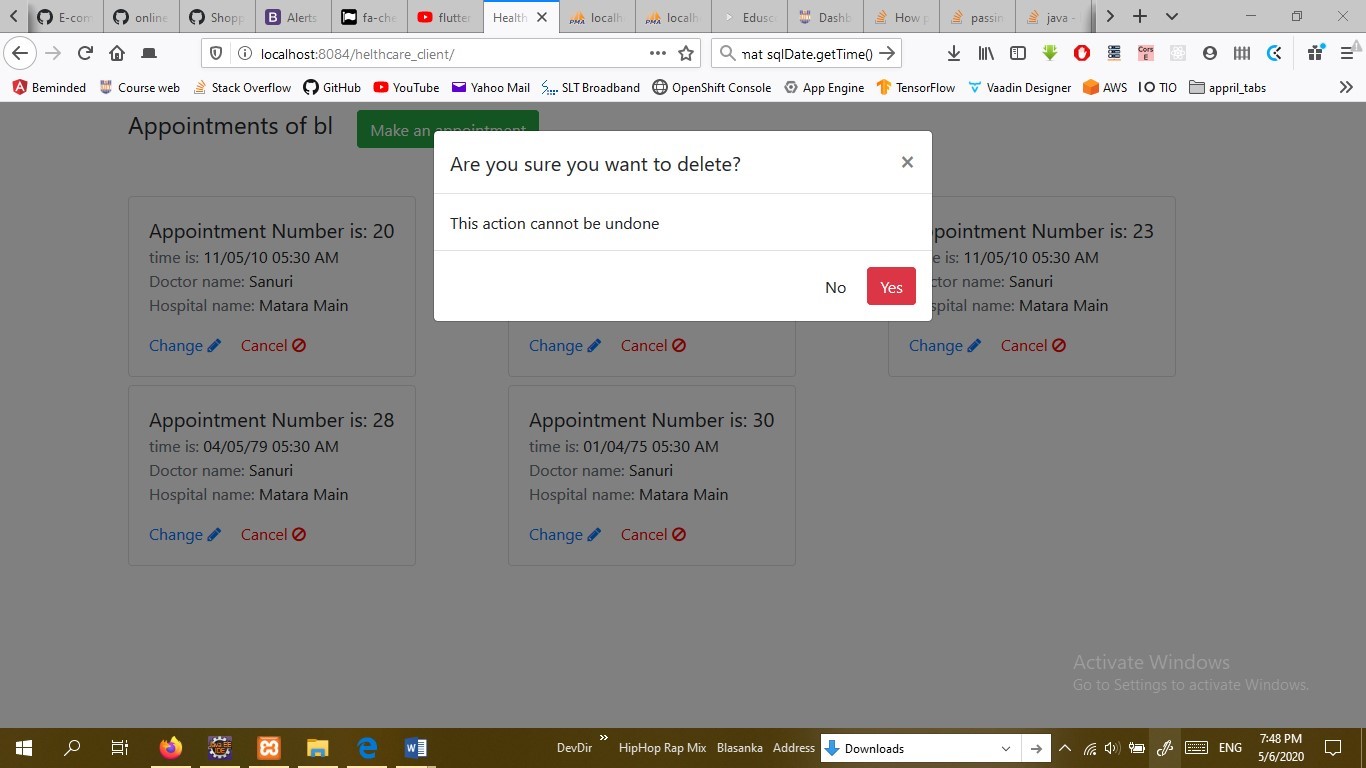 E-com
online
Shopp
Alerts
fa-che
flutter
Health
localh
localh
Edusc
Dashb
How p
passin
java -
localhost:8084/helthcare_client/
mat sqlDate.getTime()
Beminded
Course web
Stack Overflow
GitHub
YouTube
Yahoo Mail
SLT Broadband
OpenShift Console
App Engine
TensorFlow
Vaadin Designer
AWS
TIO
appril_tabs
Appointments of bl
Make an appointment
Are you sure you want to delete?
×
This action cannot be undone
No
Yes
Appointment Number is: 20
time is: 11/05/10 05:30 AM
Doctor name: Sanuri
Hospital name: Matara Main
Change
Cancel
Change
Cancel
ppointment Number is: 23
e is: 11/05/10 05:30 AM
ctor name: Sanuri
spital name: Matara Main
Change
Cancel
Appointment Number is: 28
time is: 04/05/79 05:30 AM
Doctor name: Sanuri
Hospital name: Matara Main
Change
Cancel
Appointment Number is: 30
time is: 01/04/75 05:30 AM
Doctor name: Sanuri
Hospital name: Matara Main
Change
Cancel
Activate Windows
Go to Settings to activate Windows.
DevDir
HipHop Rap Mix
Blasanka
Address
Downloads
ENG
7:48 PM
5/6/2020